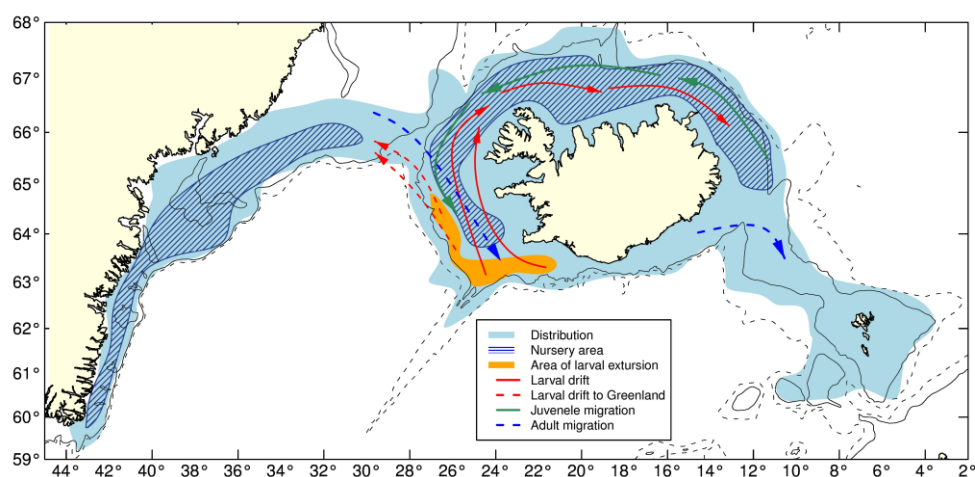 68°
67°
66°
65°
64°
63°
62°
61°
60°
59°
Distribution
Nursery area
Area of larval extursion
Larval drift
Larval drift to Greenland
Juvenele migration
Adult migration
44° 42° 40° 38° 36° 34° 32° 30° 28° 26° 24° 22° 20° 18° 16° 14° 12° 10° 8° 6° 4° 2°